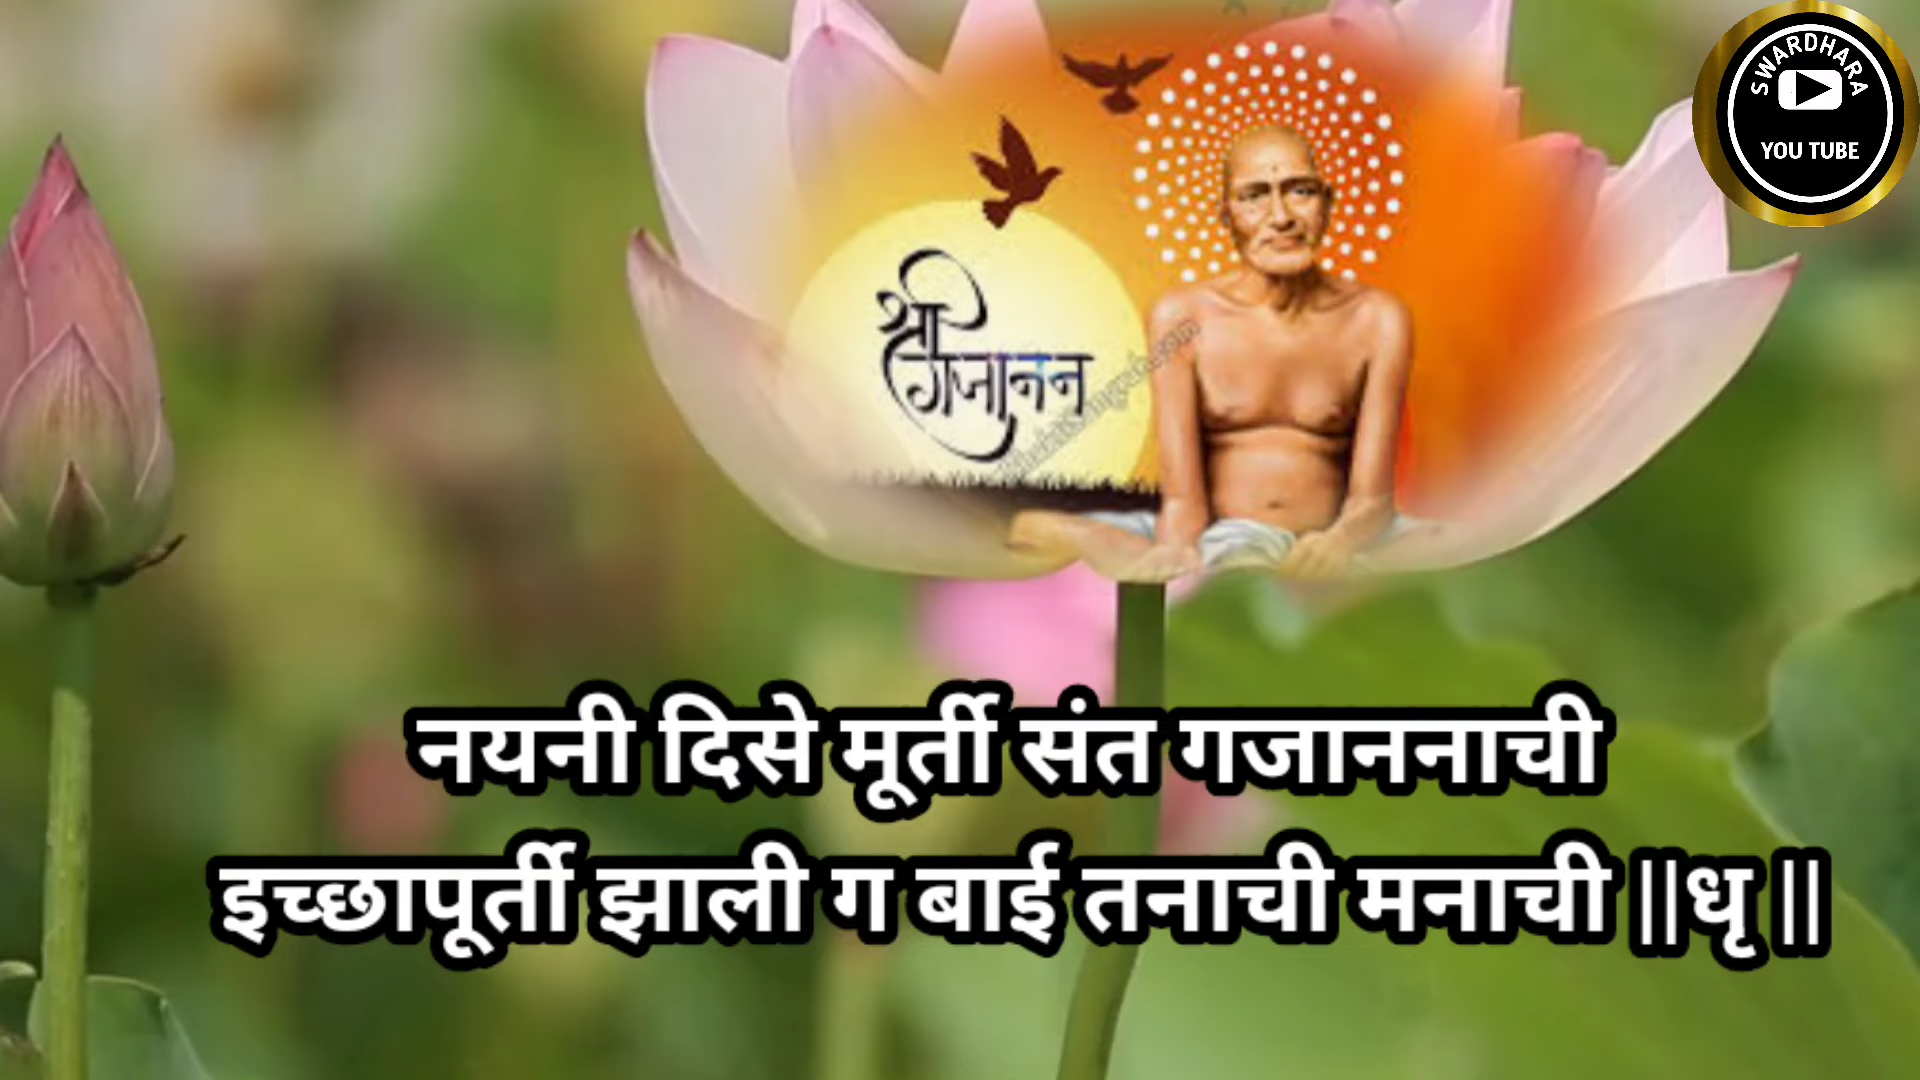 SWARDHARA
YOU TUBE
श्री
गजानन
नयनी दिसे मूर्ती संत गजाननाची
इच्छापूर्ती झाली ग बाई तनाची मनाची ||धृ ||